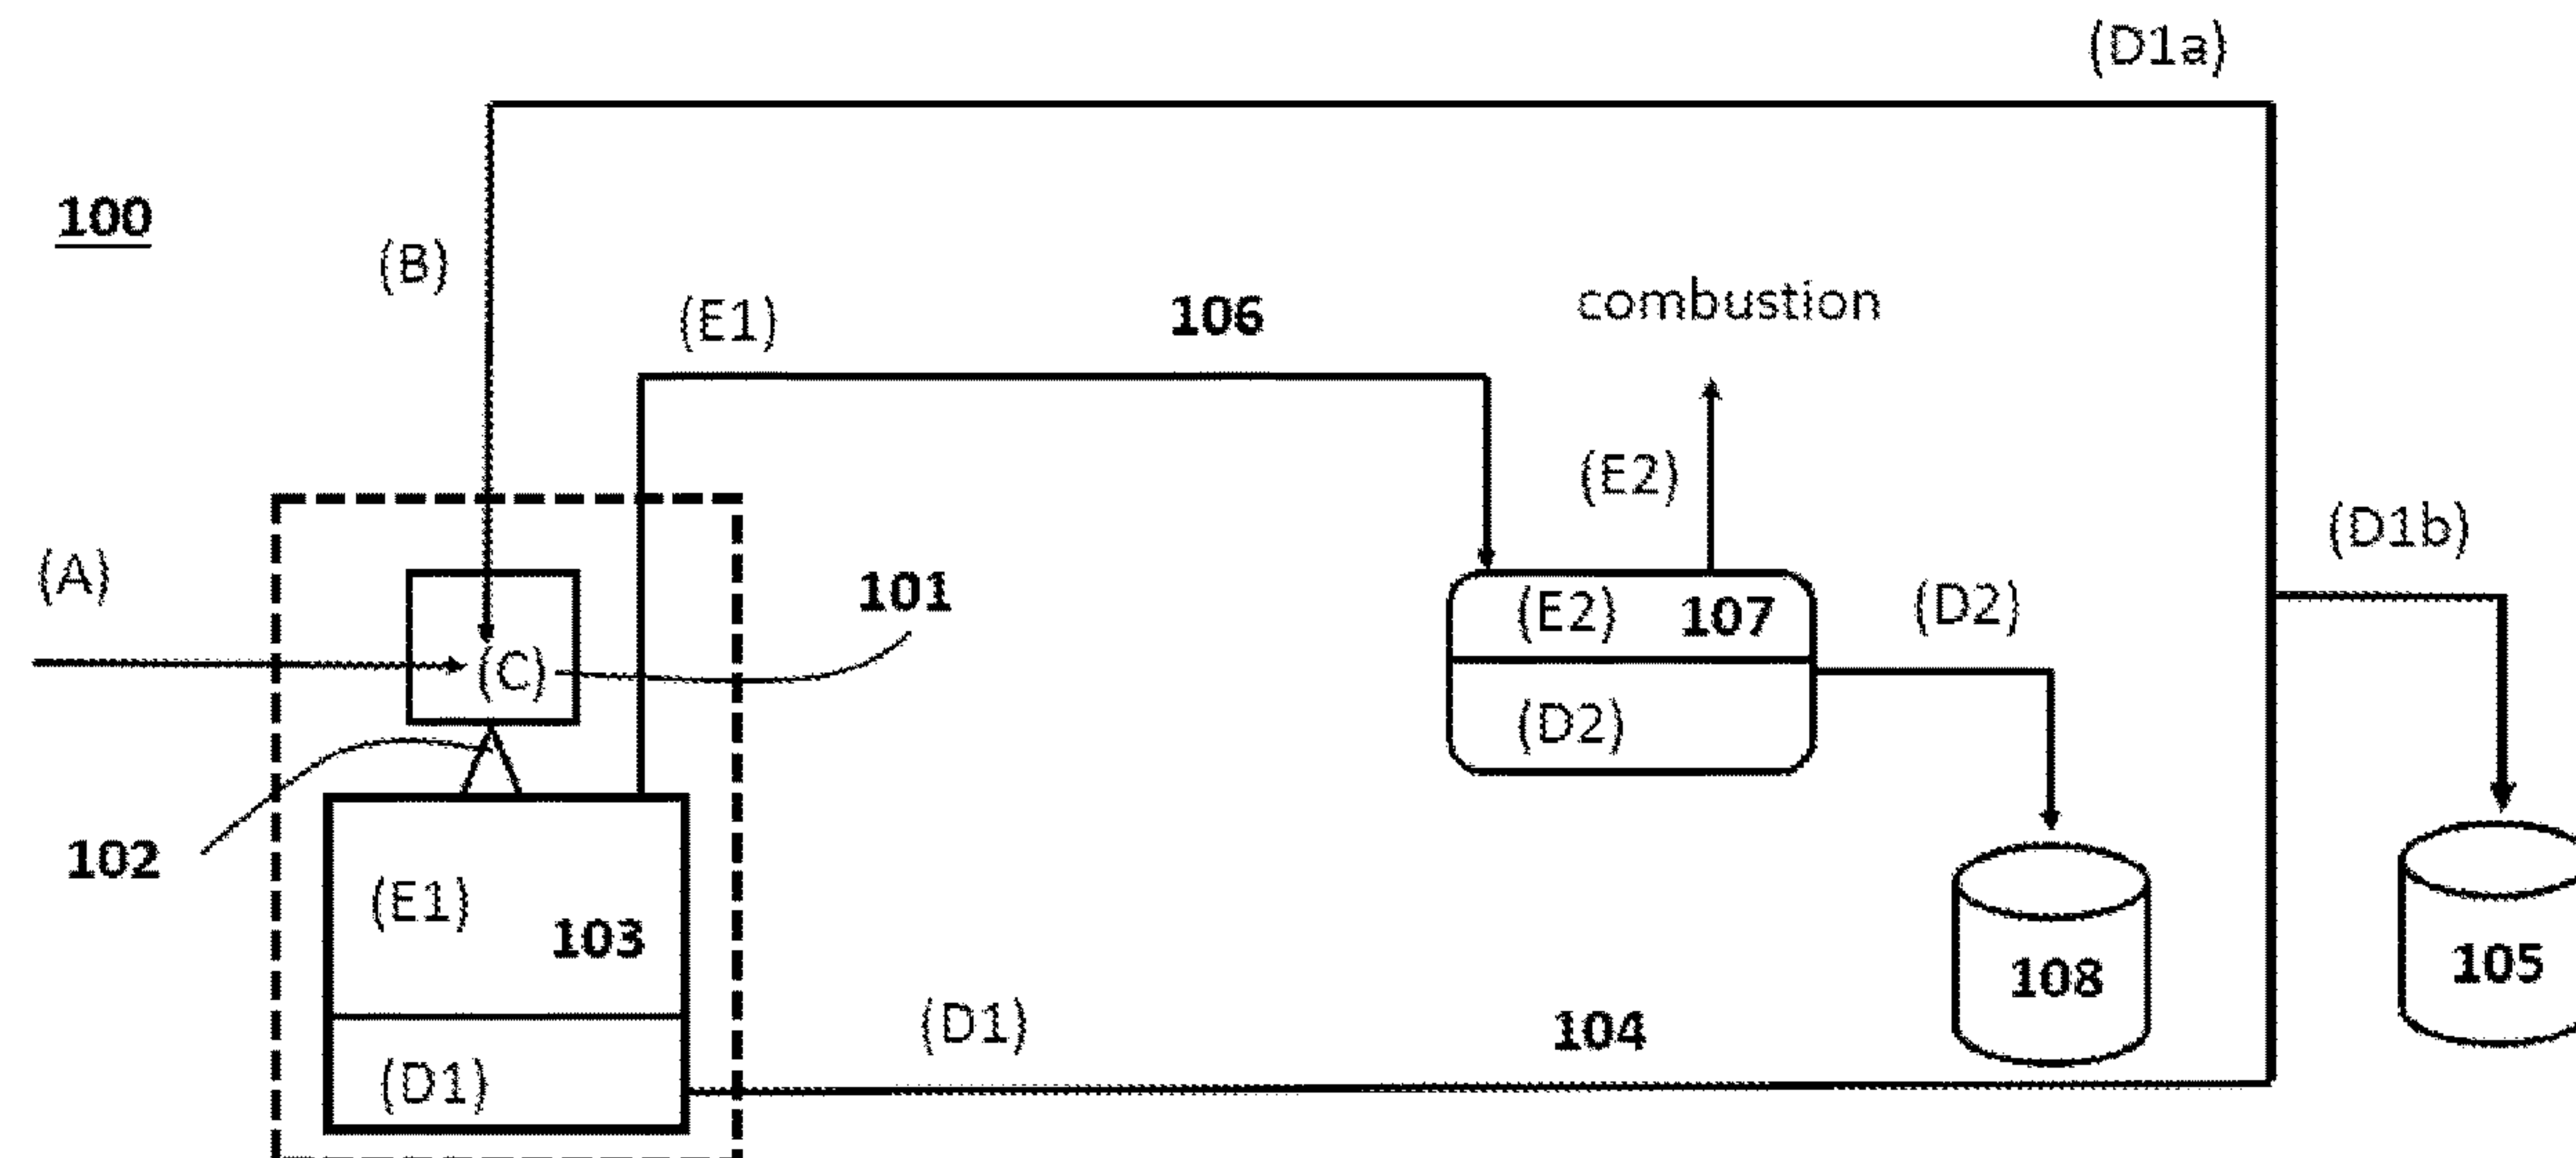 (D1a)
100
(B)
(E1)
106
combustion
(E2)
(D1b)
(A)
101
(E2)
107
(D2)
(C)
(D2)
102
(E1)
103
105
108
(D1)
104
(D1)